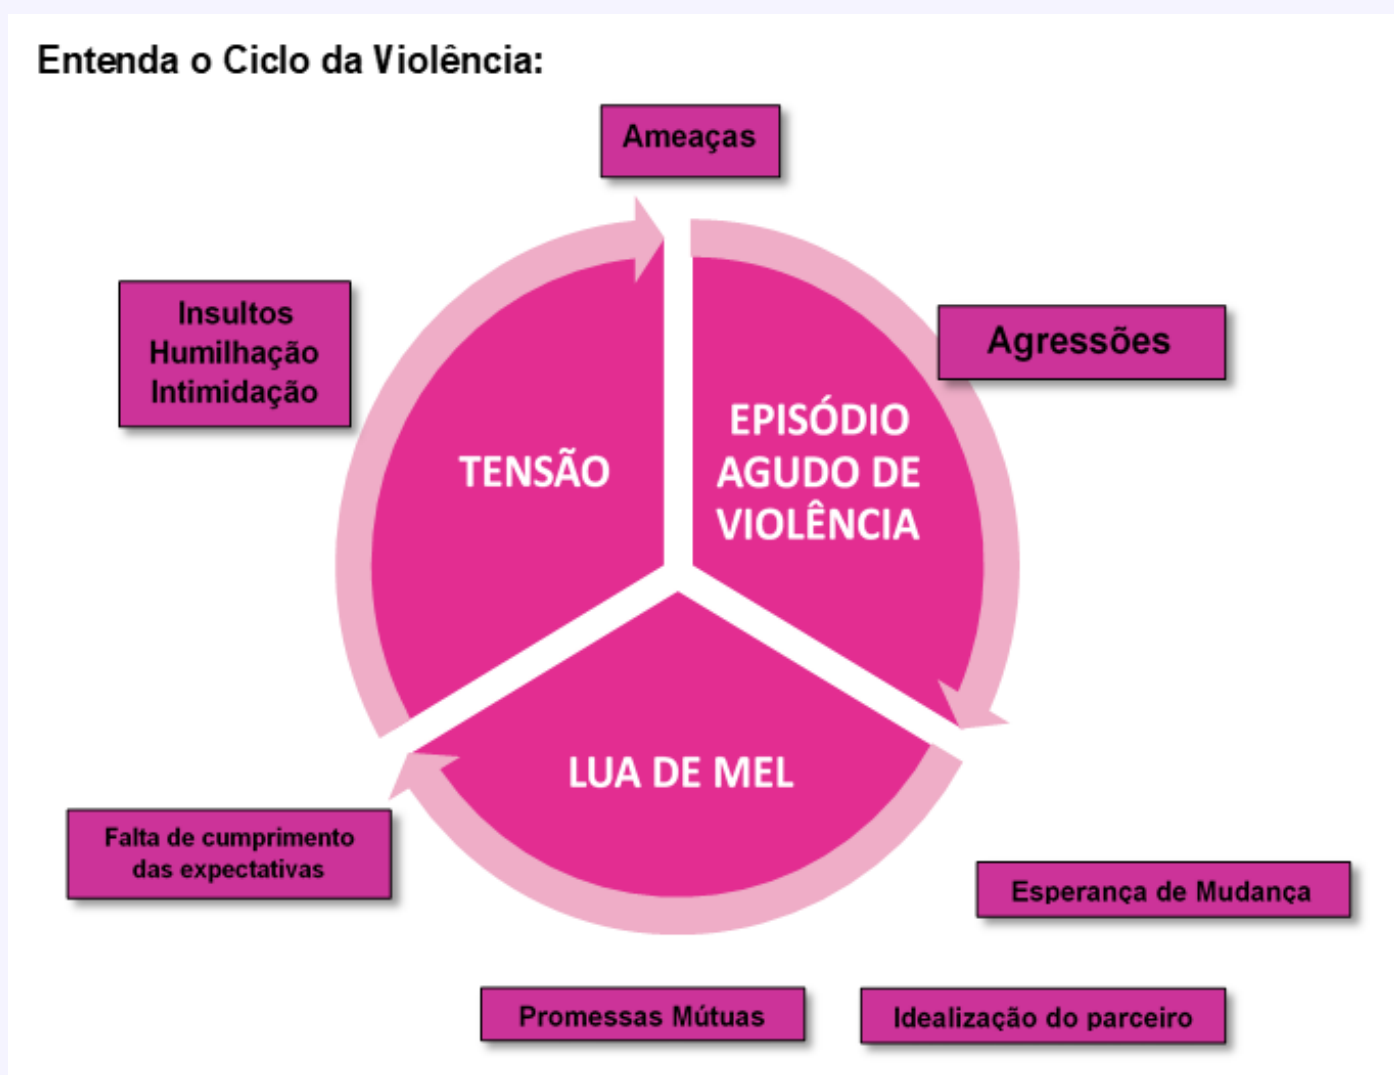 Entenda o Ciclo da Violência:
Ameaças
Insultos
Humilhação
Intimidação
Agressões
TENSÃO
EPISÓDIO
AGUDO DE
VIOLÊNCIA
LUA DE MEL
Falta de cumprimento
das expectativas
Esperança de Mudança
Promessas Mútuas
Idealização do parceiro